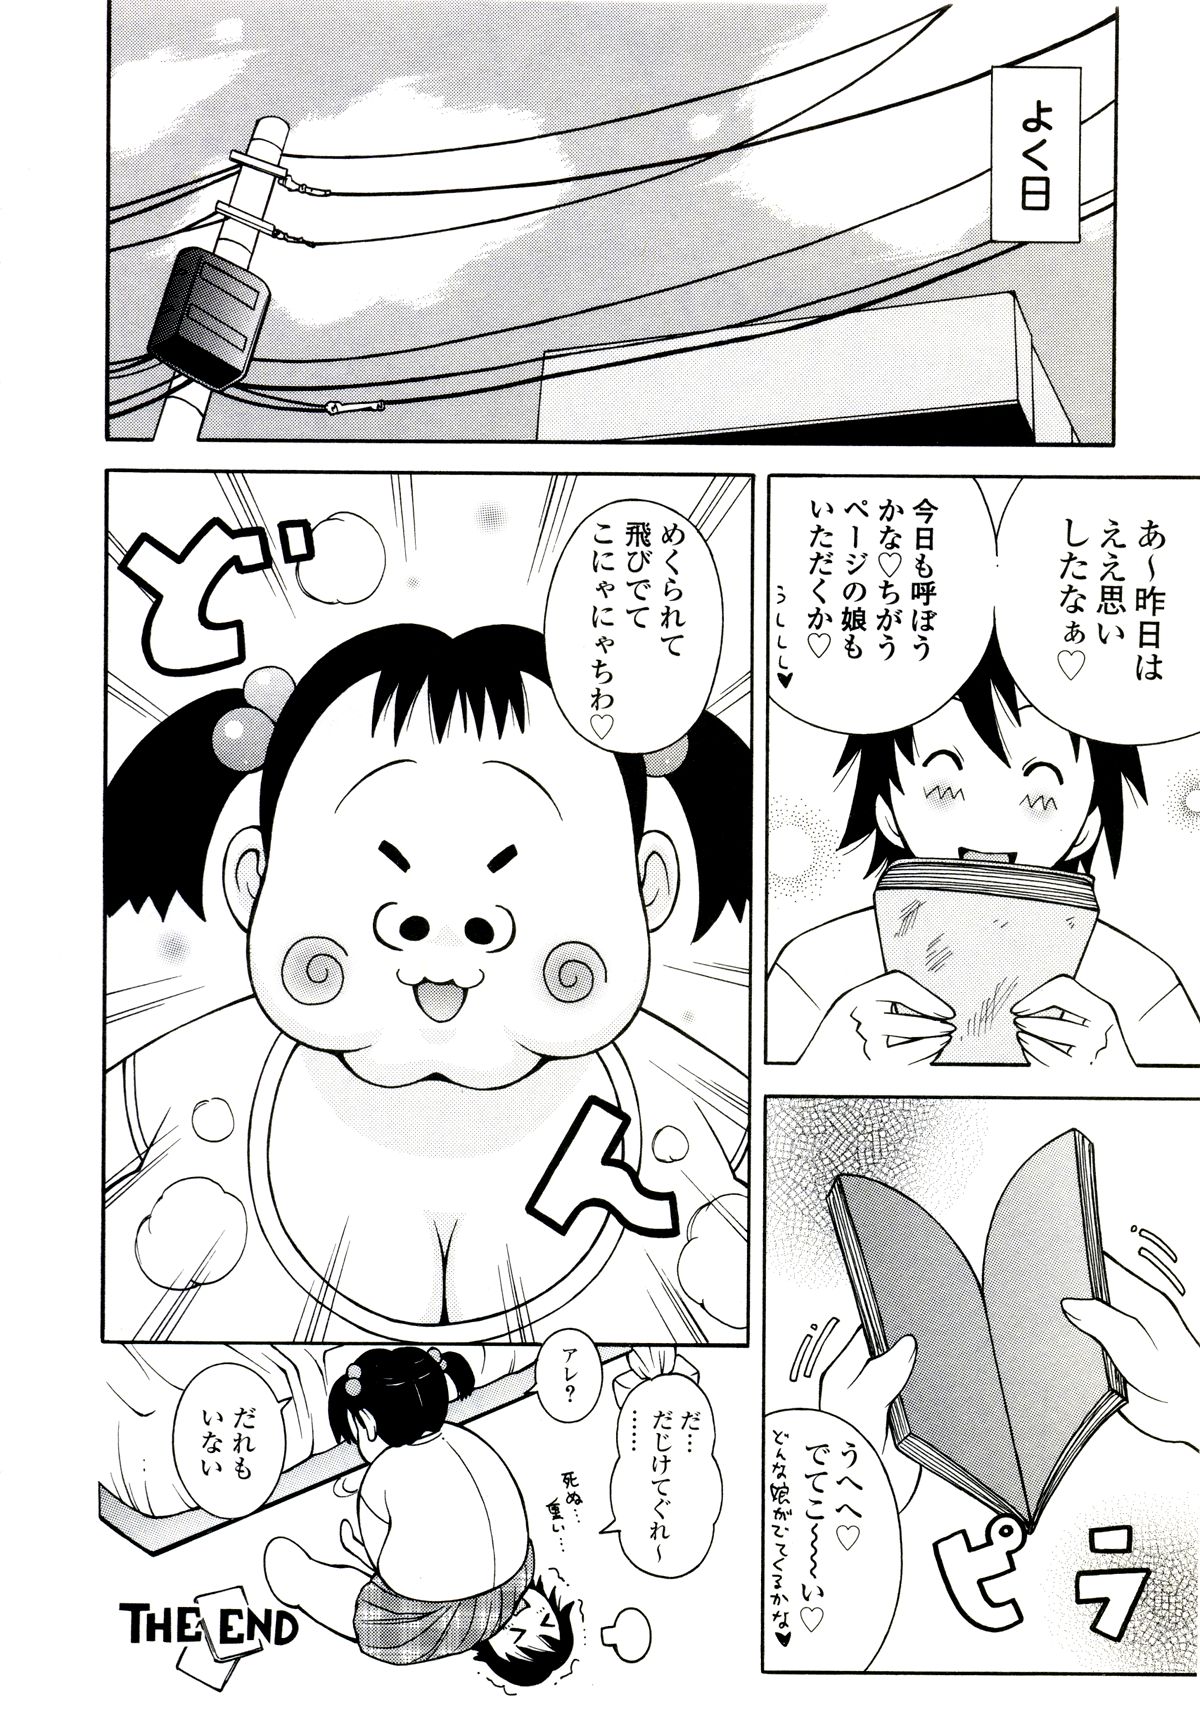 よく日
あ～昨日は
ええ思い
したなぁ♡
今日も呼ぼう
かな♡ちがう
ページの娘も
いただくか♡
うししし♥
ピラ
うへへ♡
でてこ～～い♡
どんな娘がでてくるかな♥
めくられて
飛びでて
こにゃにゃちわ♡
どーん
だ…
だじけてぐれ～
……
アレ？
死ぬ…
重い…
だれも
いない
THE END